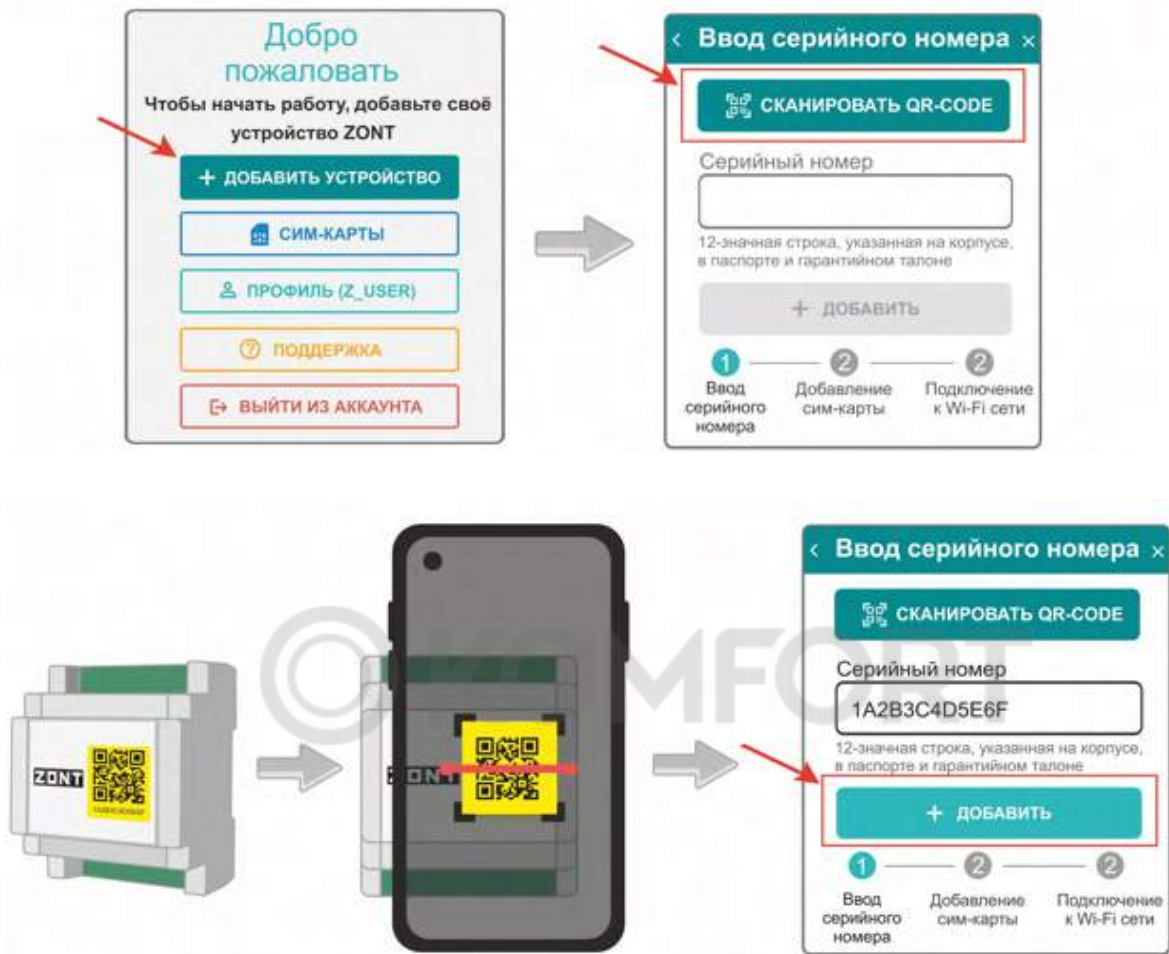 Добро
пожаловать
Чтобы начать работу, добавьте своё
устройство ZONT
+ ДОБАВИТЬ УСТРОЙСТВО
СИМ-КАРТЫ
ПРОФИЛЬ (Z_USER)
ПОДДЕРЖКА
ВЫЙТИ ИЗ АККАУНТА
< Ввод серийного номера ×
СКАНИРОВАТЬ QR-CODE
Серийный номер
12-значная строка, указанная на корпусе,
в паспорте и гарантийном талоне
+ ДОБАВИТЬ
1 2 2
Ввод
серийного
номера
Добавление
сим-карты
Подключение
к Wi-Fi сети
ZONT
ZONT
KOMFORT
< Ввод серийного номера ×
СКАНИРОВАТЬ QR-CODE
Серийный номер
1A2B3C4D5E6F
12-значная строка, указанная на корпусе,
в паспорте и гарантийном талоне
+ ДОБАВИТЬ
1 2 2
Ввод
серийного
номера
Добавление
сим-карты
Подключение
к Wi-Fi сети